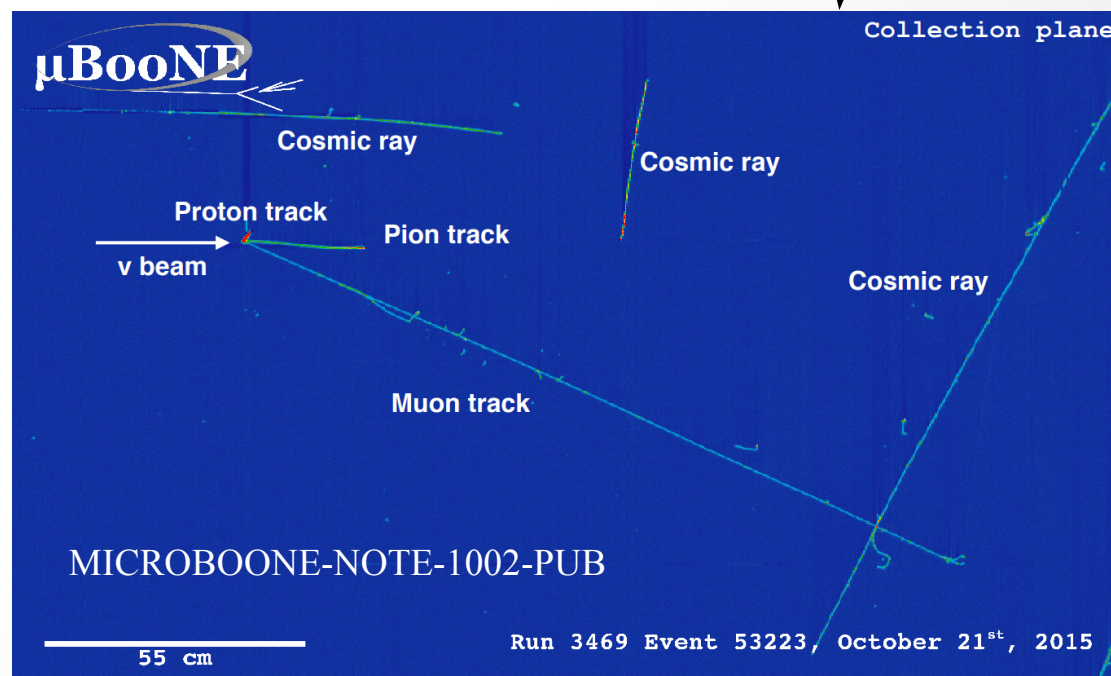 Collection plane
μBooNE
Cosmic ray
Cosmic ray
Proton track
Pion track
ν beam
Cosmic ray
Muon track
MICROBOONE-NOTE-1002-PUB
55 cm
Run 3469 Event 53223, October 21st, 2015